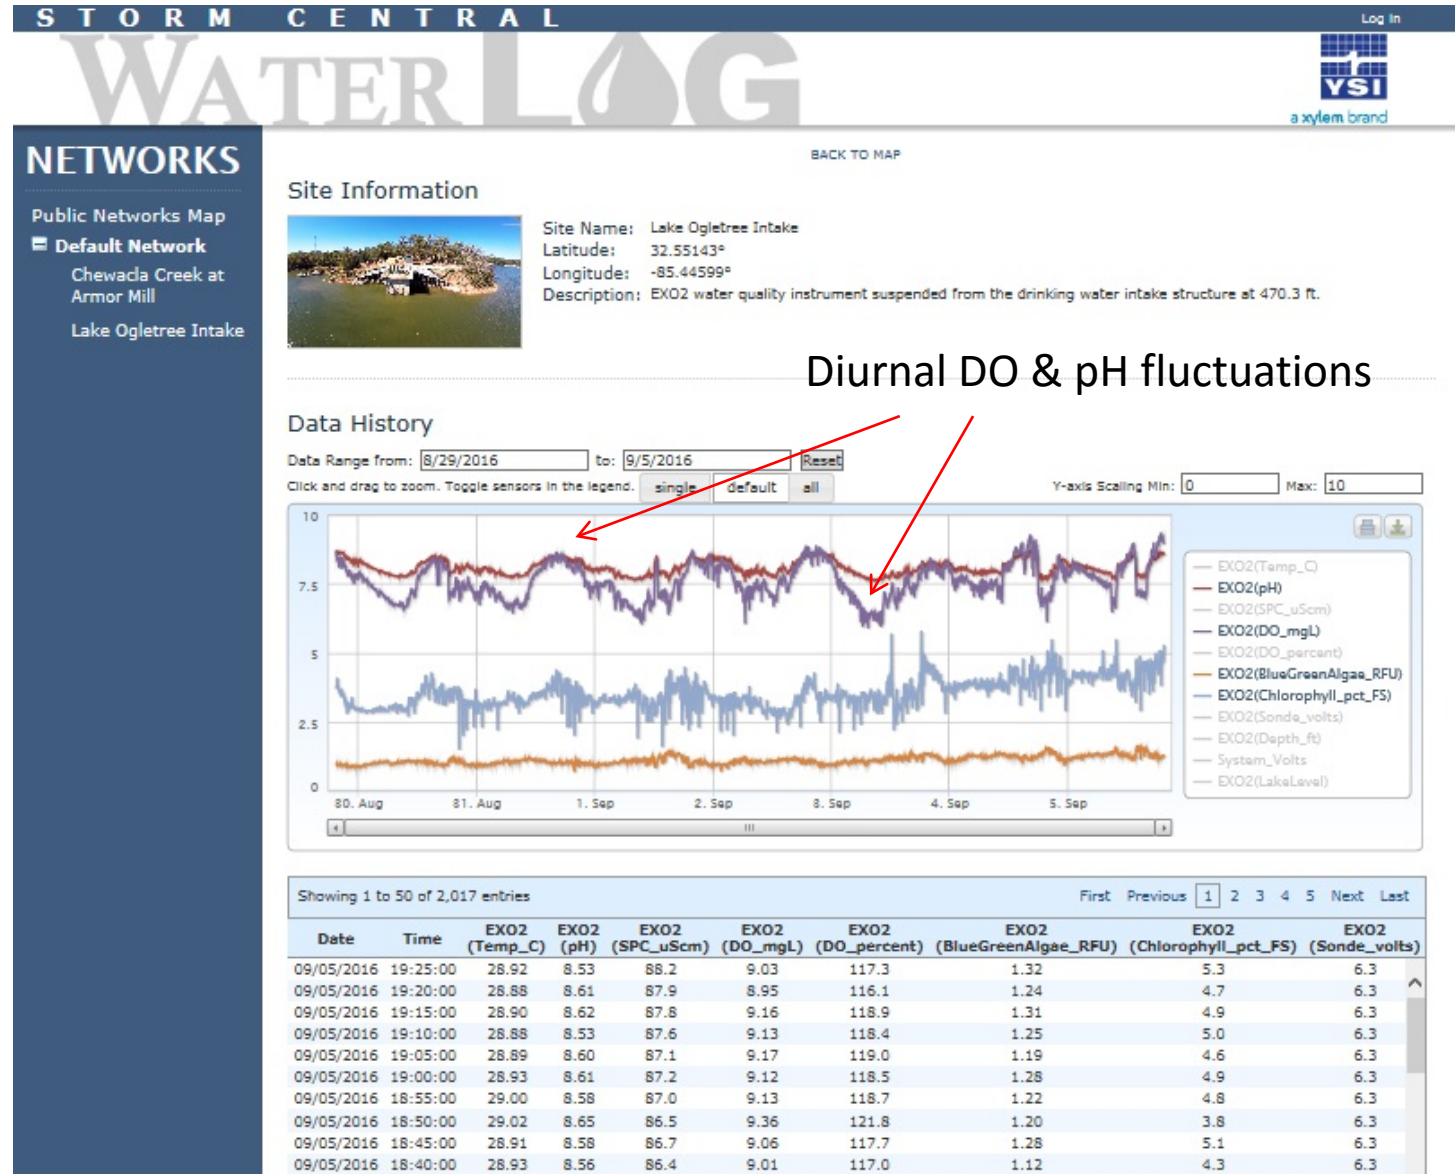 STORM CENTRAL
Log In
WATERLOG
YSI
a xylem brand
NETWORKS
Public Networks Map
Default Network
Chewacla Creek at
Armor Mill
Lake Ogletree Intake
BACK TO MAP
Site Information
Site Name: Lake Ogletree Intake
Latitude: 32.55143°
Longitude: -85.44599°
Description: EXO2 water quality instrument suspended from the drinking water intake structure at 470.3 ft.
Diurnal DO & pH fluctuations
Data History
Data Range from: 8/29/2016 to: 9/5/2016 Reset
Click and drag to zoom. Toggle sensors in the legend. single default all
Y-axis Scaling Min: 0 Max: 10
10
7.5
5
2.5
0
30. Aug 31. Aug 1. Sep 2. Sep 3. Sep 4. Sep 5. Sep
EXO2(Temp_C)
EXO2(pH)
EXO2(SPC_uScm)
EXO2(DO_mgL)
EXO2(DO_percent)
EXO2(BlueGreenAlgae_RFU)
EXO2(Chlorophyll_pct_FS)
EXO2(Sonde_volts)
EXO2(Depth_ft)
System_Volts
EXO2(LakeLevel)
Showing 1 to 50 of 2,017 entries
First Previous 1 2 3 4 5 Next Last
Date Time EXO2 (Temp_C) EXO2 (pH) EXO2 (SPC_uScm) EXO2 (DO_mgL) EXO2 (DO_percent) EXO2 (BlueGreenAlgae_RFU) EXO2 (Chlorophyll_pct_FS) EXO2 (Sonde_volts)
09/05/2016 19:25:00 28.92 8.53 88.2 9.03 117.3 1.32 5.3 6.3
09/05/2016 19:20:00 28.88 8.61 87.9 8.95 116.1 1.24 4.7 6.3
09/05/2016 19:15:00 28.90 8.62 87.8 9.16 118.9 1.31 4.9 6.3
09/05/2016 19:10:00 28.88 8.53 87.6 9.13 118.4 1.25 5.0 6.3
09/05/2016 19:05:00 28.89 8.60 87.1 9.17 119.0 1.19 4.6 6.3
09/05/2016 19:00:00 28.93 8.61 87.2 9.12 118.5 1.28 4.9 6.3
09/05/2016 18:55:00 29.00 8.58 87.0 9.13 118.7 1.22 4.8 6.3
09/05/2016 18:50:00 29.02 8.65 86.5 9.36 121.8 1.20 3.8 6.3
09/05/2016 18:45:00 28.91 8.58 86.7 9.06 117.7 1.28 5.1 6.3
09/05/2016 18:40:00 28.93 8.56 86.4 9.01 117.0 1.12 4.3 6.3